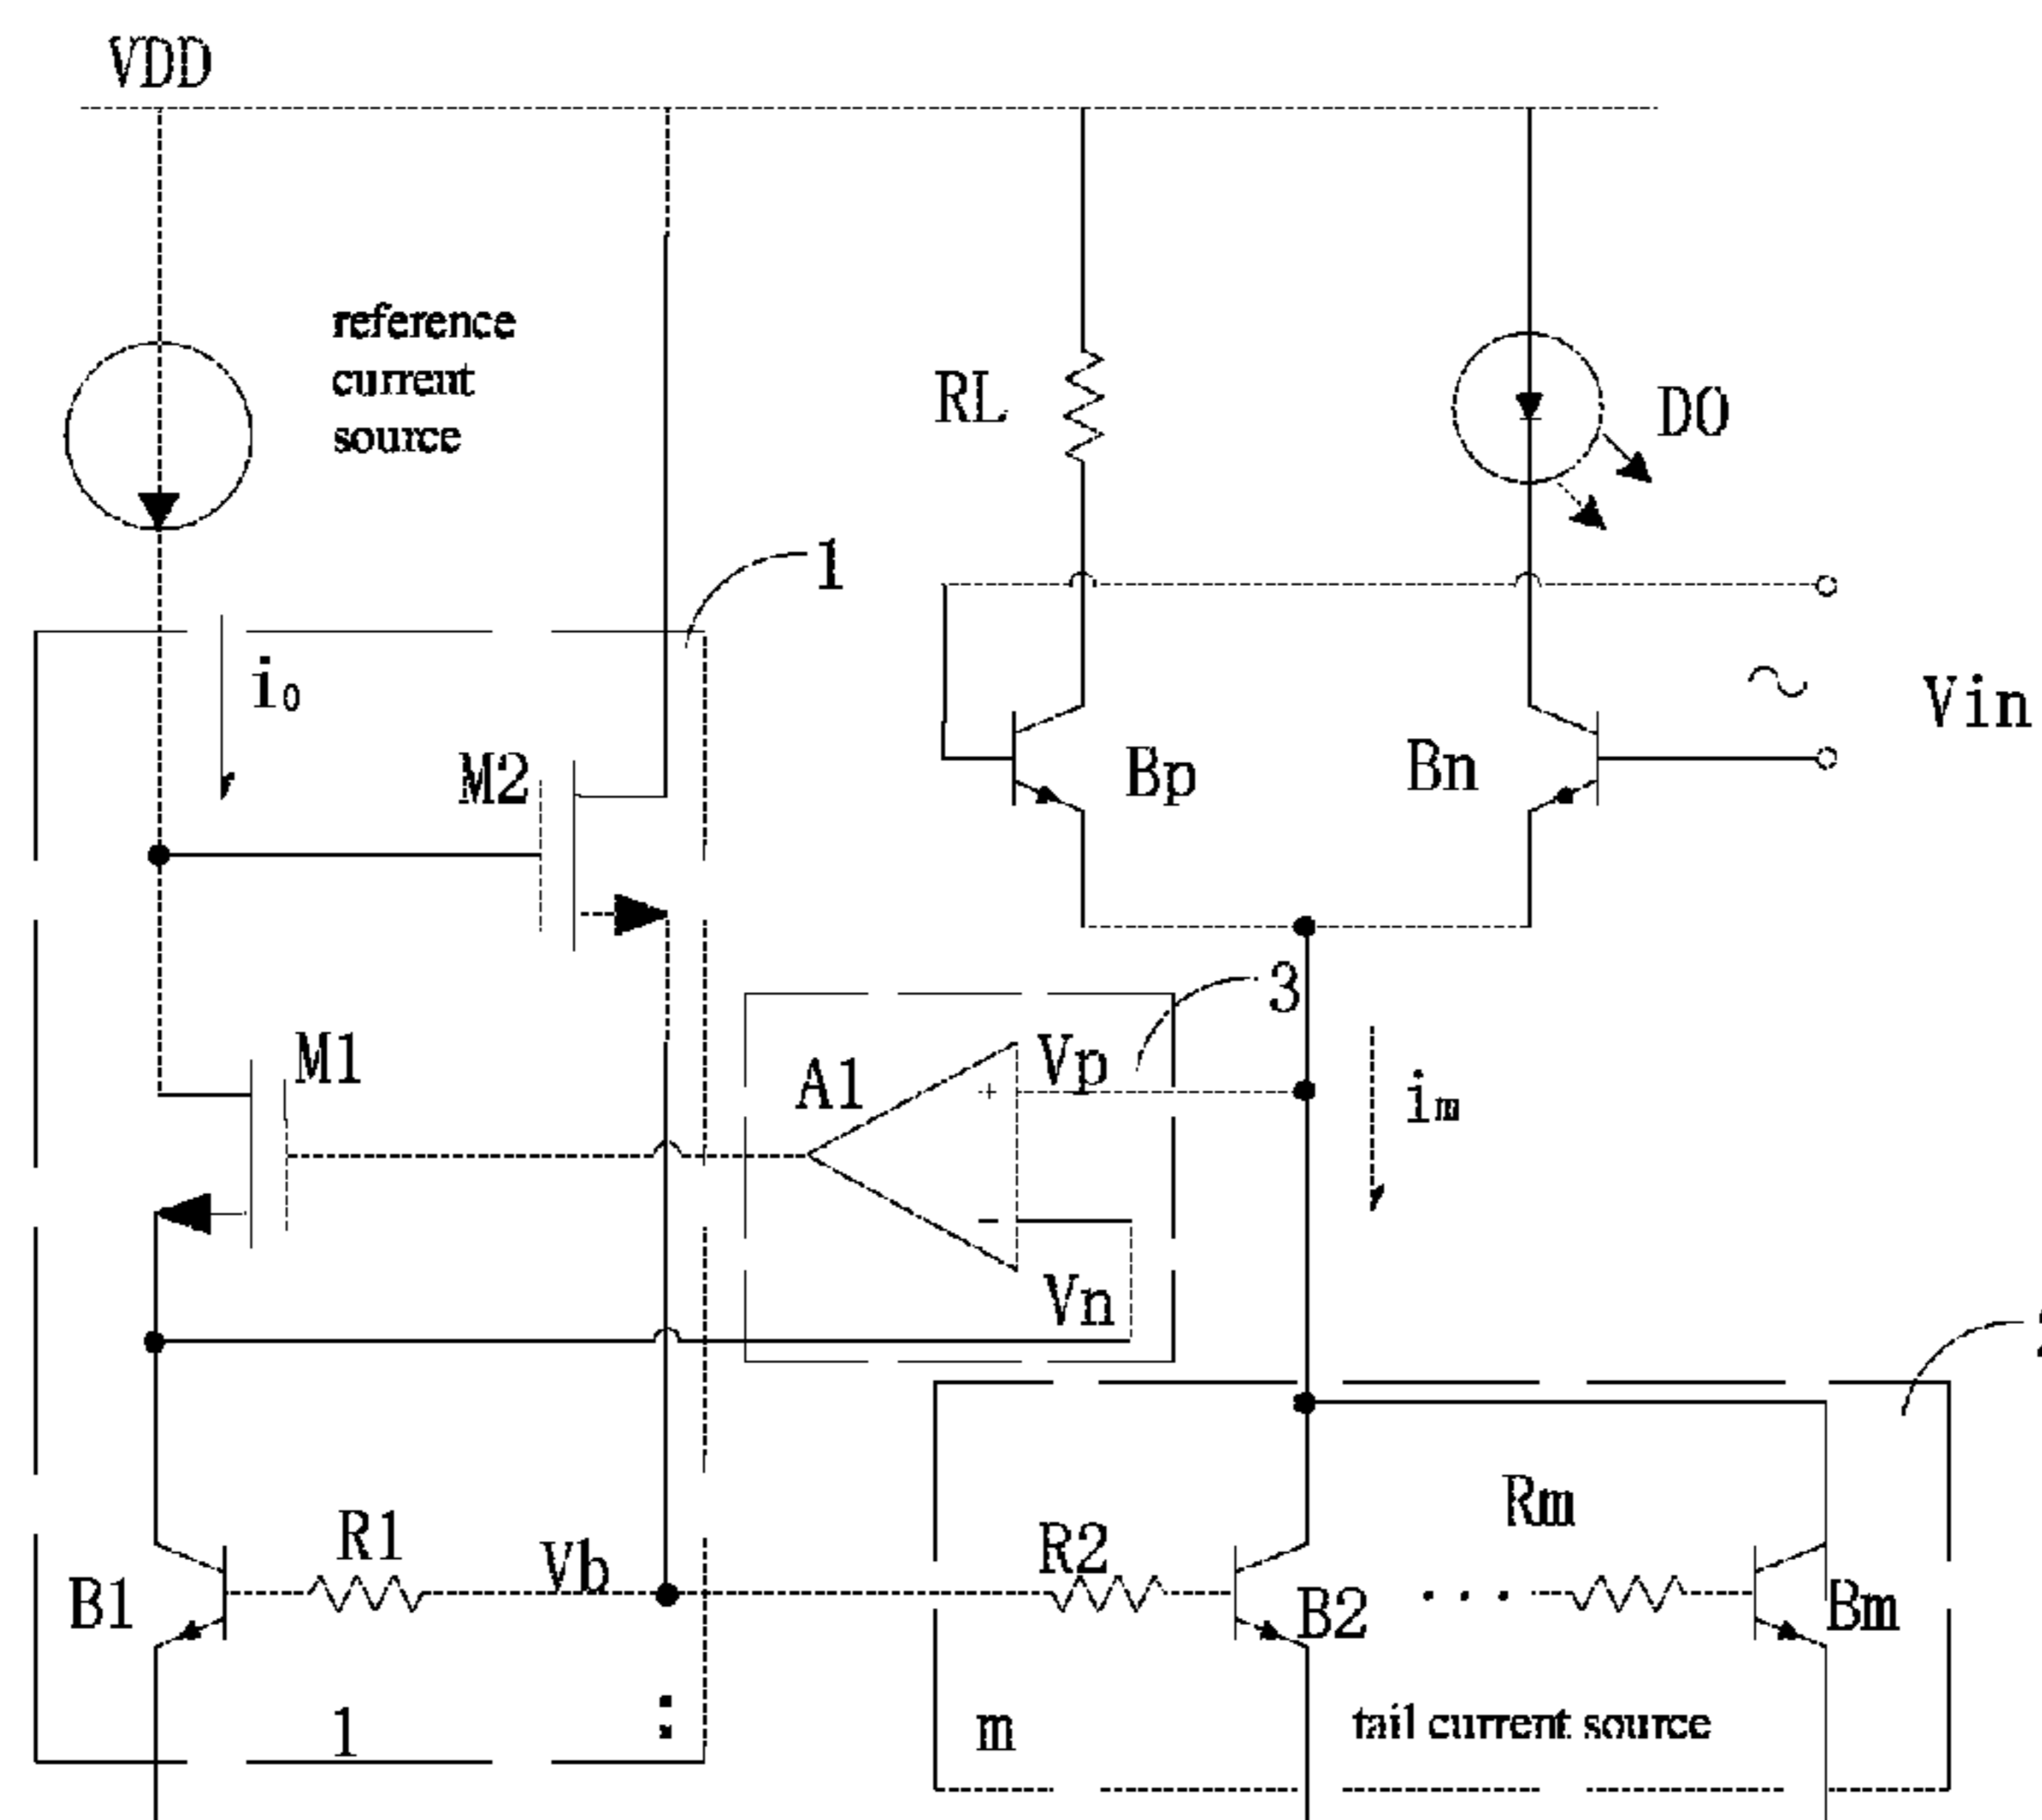 VDD
reference
current
source
RL
DO
1
i₀
Vin
M2
Bp
Bn
3
M1
A1
Vp
+
im
-
Vn
Rm
R1
Vb
R2
B1
B2
...
Bm
1
:
m
tail current source